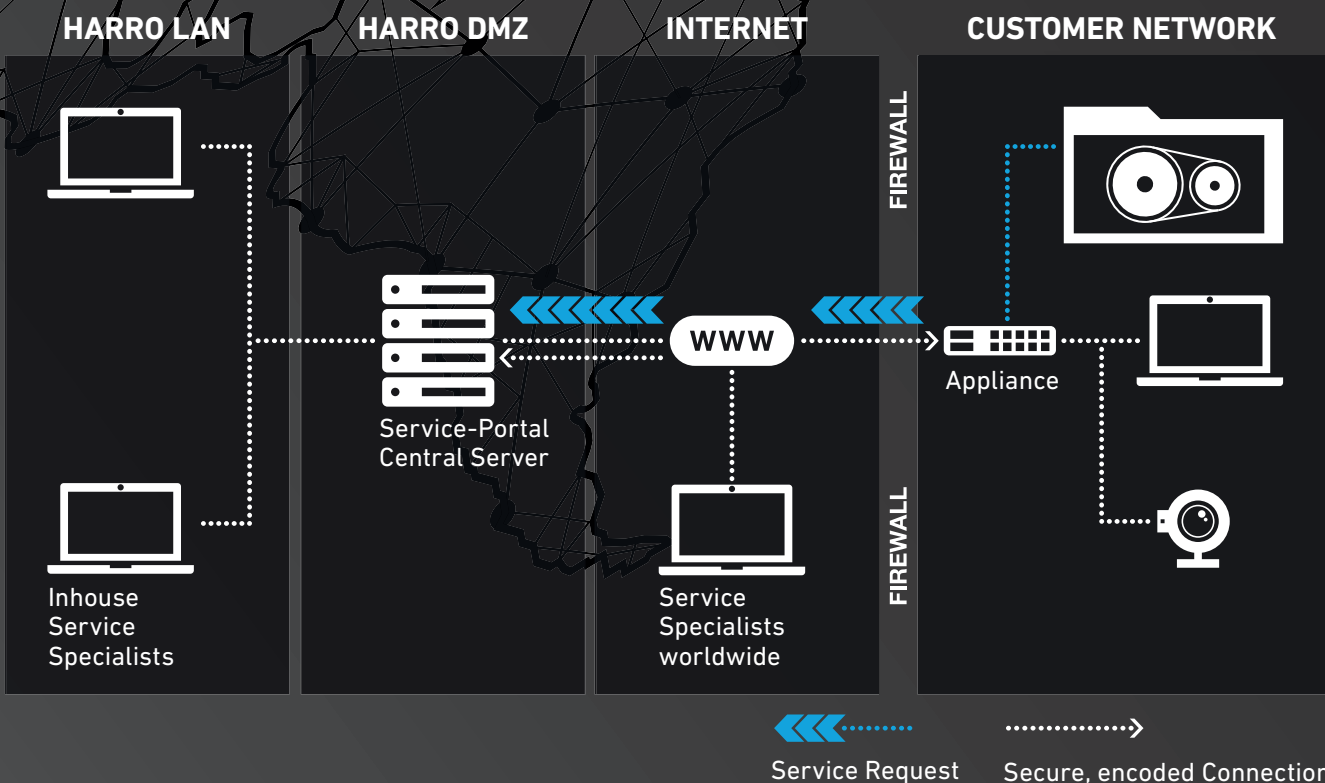 HARRO LAN
HARRO DMZ
INTERNET
CUSTOMER NETWORK
FIREWALL
WWW
Appliance
Service-Portal
Central Server
FIREWALL
Inhouse
Service
Specialists
Service
Specialists
worldwide
Service Request
Secure, encoded Connection